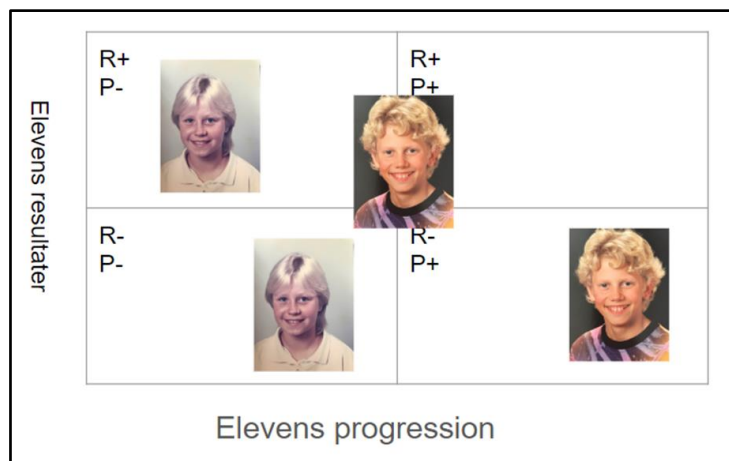 Elevens resultater
R+
P-
R+
P+
R-
P-
R-
P+
Elevens progression